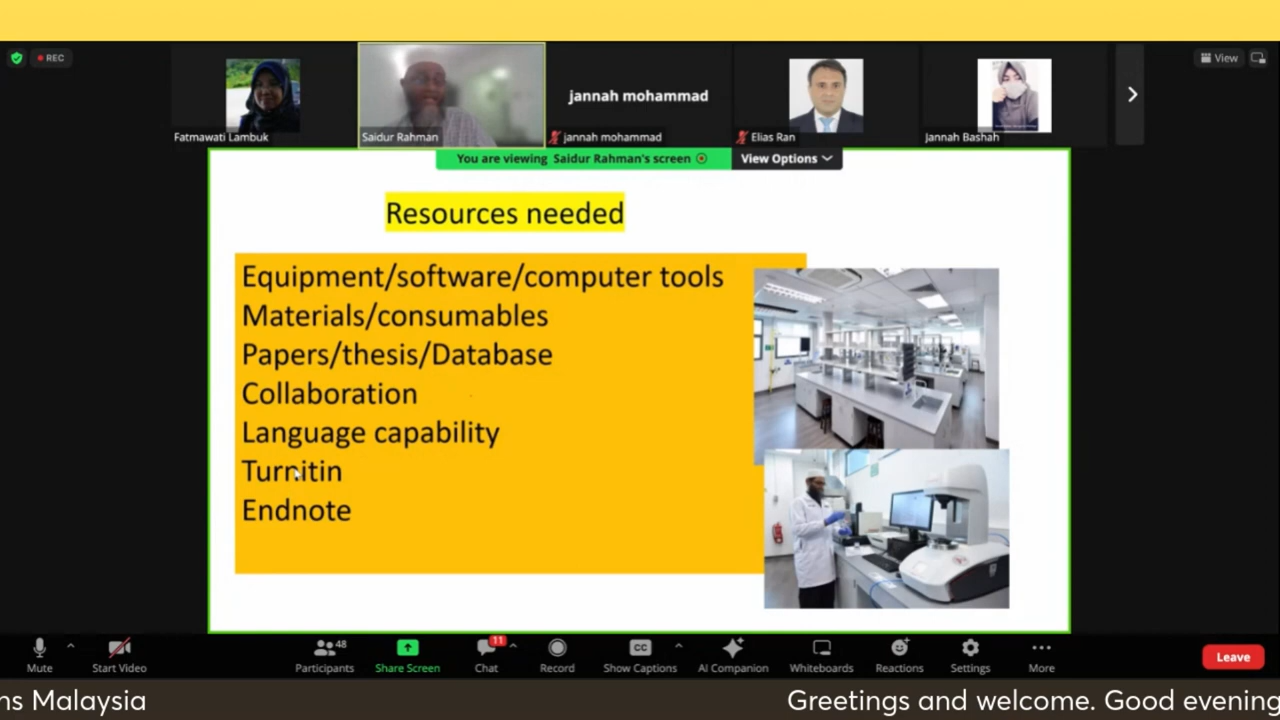 REC
View
Fatmawati Lambuk
Saidur Rahman
jannah mohammad
jannah mohammad
Elias Ran
Jannah Bashah
You are viewing Saidur Rahman's screen
View Options
Resources needed
Equipment/software/computer tools
Materials/consumables
Papers/thesis/Database
Collaboration
Language capability
Turnitin
Endnote
Mute
Start Video
48
Participants
Share Screen
11
Chat
Record
CC
Show Captions
AI Companion
Whiteboards
Reactions
Settings
More
Leave
ns Malaysia
Greetings and welcome. Good evening